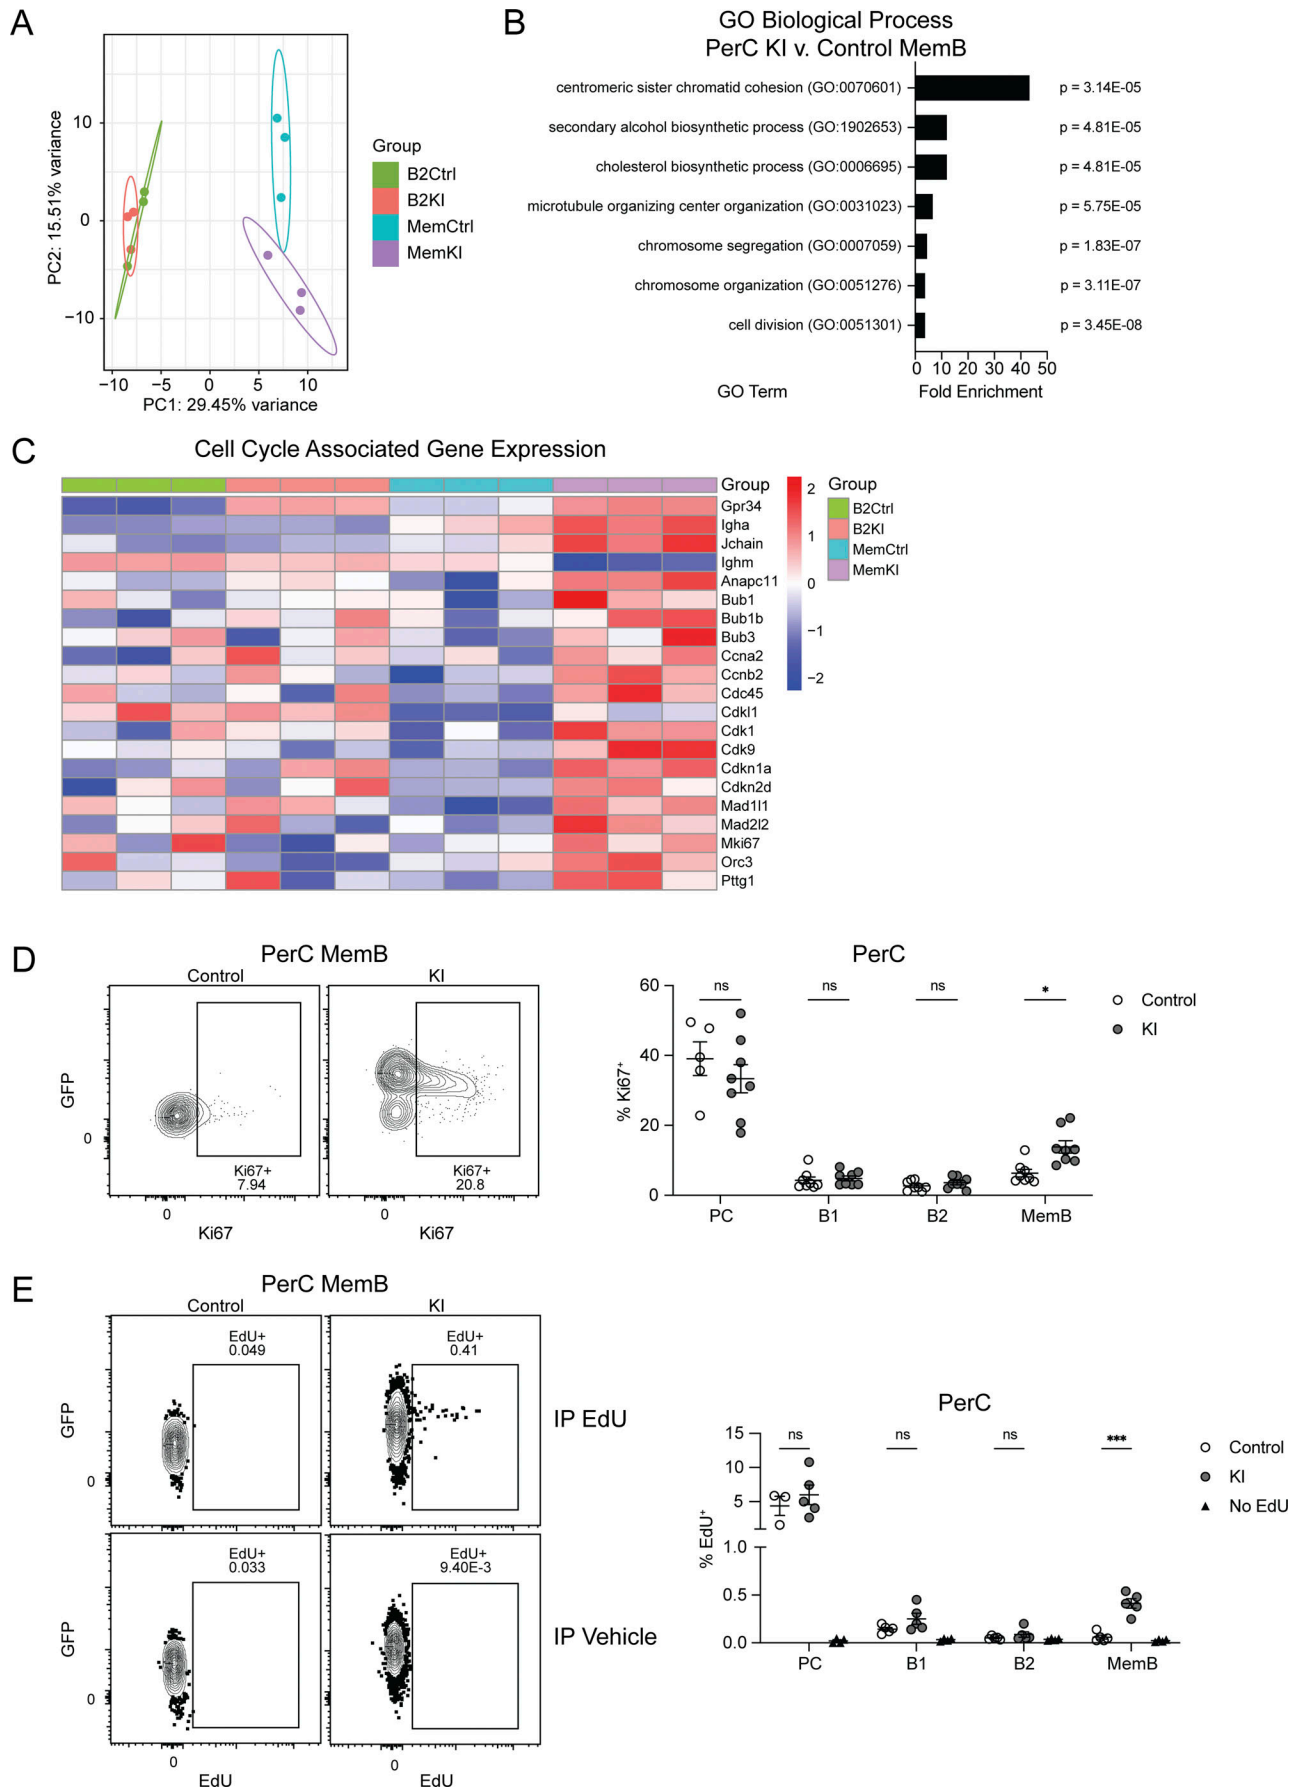 A
PC2: 15.51% variance
10
0
−10
−10
−5
0
5
10
PC1: 29.45% variance
Group
B2Ctrl
B2KI
MemCtrl
MemKI
B
GO Biological Process
PerC KI v. Control MemB
centromeric sister chromatid cohesion (GO:0070601)
p = 3.14E-05
secondary alcohol biosynthetic process (GO:1902653)
p = 4.81E-05
cholesterol biosynthetic process (GO:0006695)
p = 4.81E-05
microtubule organizing center organization (GO:0031023)
p = 5.75E-05
chromosome segregation (GO:0007059)
p = 1.83E-07
chromosome organization (GO:0051276)
p = 3.11E-07
cell division (GO:0051301)
p = 3.45E-08
0 10 20 30 40 50
GO Term
Fold Enrichment
C
Cell Cycle Associated Gene Expression
Group
Gpr34
Igha
Jchain
Ighm
Anapc11
Bub1
Bub1b
Bub3
Ccna2
Ccnb2
Cdc45
Cdkl1
Cdk1
Cdk9
Cdkn1a
Cdkn2d
Mad1l1
Mad2l2
Mki67
Orc3
Pttg1
2
1
0
−1
−2
Group
B2Ctrl
B2KI
MemCtrl
MemKI
D
PerC MemB
Control
KI
GFP
0
Ki67+
7.94
Ki67+
20.8
0
0
Ki67
Ki67
PerC
% Ki67+
60
40
20
0
ns
ns
ns
*
PC
B1
B2
MemB
Control
KI
E
PerC MemB
Control
KI
GFP
0
EdU+
0.049
EdU+
0.41
IP EdU
GFP
0
EdU+
0.033
EdU+
9.40E-3
IP Vehicle
0
0
EdU
EdU
PerC
% EdU+
15
10
5
1.0
0.5
0.0
ns
ns
ns
***
PC
B1
B2
MemB
Control
KI
No EdU